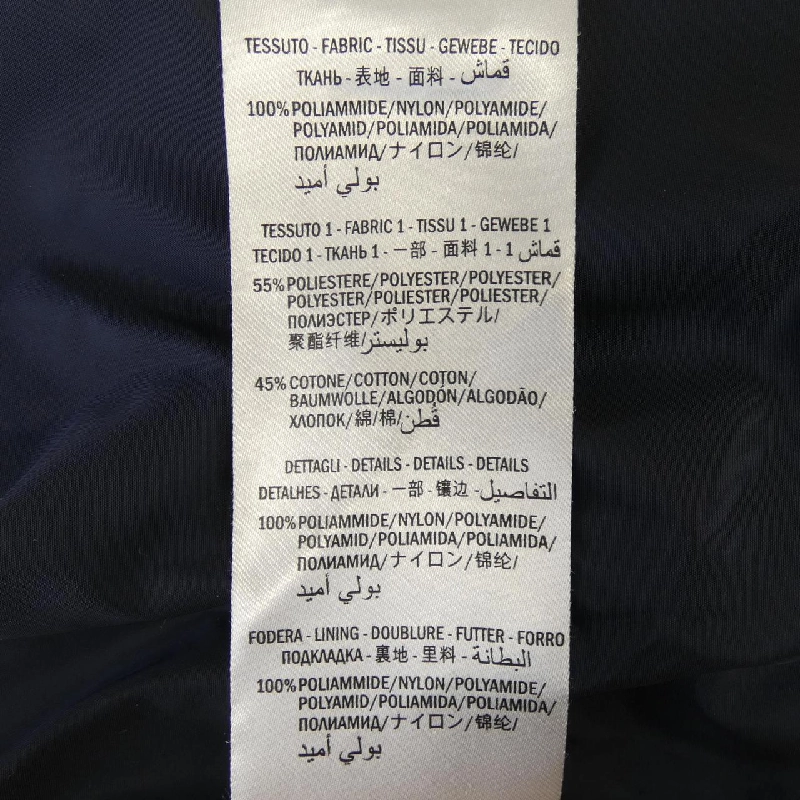 TESSUTO - FABRIC - TISSU - GEWEBE - TECIDO
ТКАНЬ - 表地 - 面料 - قماش
100% POLIAMMIDE/NYLON/POLYAMIDE/
POLYAMID/POLIAMIDA/POLIAMIDA/
ПОЛИАМИД/ナイロン/锦纶/
بولي أميد
TESSUTO 1 - FABRIC 1 - TISSU 1 - GEWEBE 1
TECIDO 1 - ТКАНЬ 1 - 一部 - 面料 1 - قماش 1
55% POLIESTERE/POLYESTER/POLYESTER/
POLYESTER/POLIESTER/POLIESTER/
ПОЛИЭСТЕР/ポリエステル/
聚酯纤维/بوليستر
45% COTONE/COTTON/COTON/
BAUMWOLLE/ALGODÓN/ALGODÃO/
ХЛОПОК/綿/棉/قطن
DETTAGLI - DETAILS - DETAILS - DETAILS
DETALHES - ДЕТАЛИ - 一部 - 镶边 - التفاصيل
100% POLIAMMIDE/NYLON/POLYAMIDE/
POLYAMID/POLIAMIDA/POLIAMIDA/
ПОЛИАМИД/ナイロン/锦纶/
بولي أميد
FODERA - LINING - DOUBLURE - FUTTER - FORRO
ПОДКЛАДКА - 裏地 - 里料 - البطانة
100% POLIAMMIDE/NYLON/POLYAMIDE/
POLYAMID/POLIAMIDA/POLIAMIDA/
ПОЛИАМИД/ナイロン/锦纶/
بولي أميد